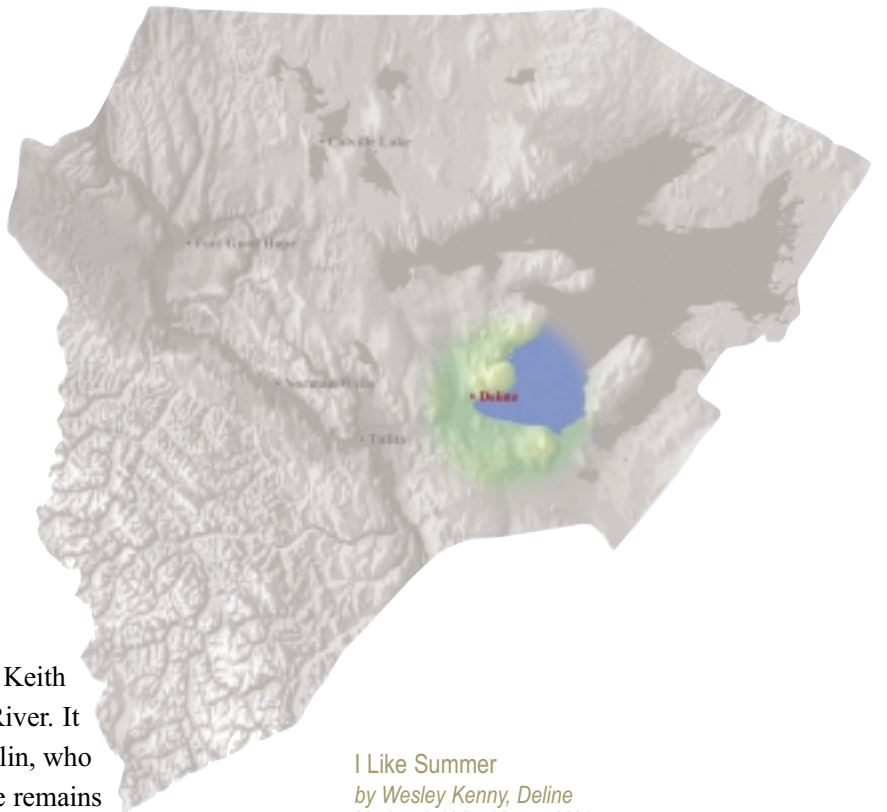 Colville Lake
Fort Good Hope
Norman Wells
Deline
Tulita
Keith
River. It
lin, who
e remains
I Like Summer
by Wesley Kenny, Deline